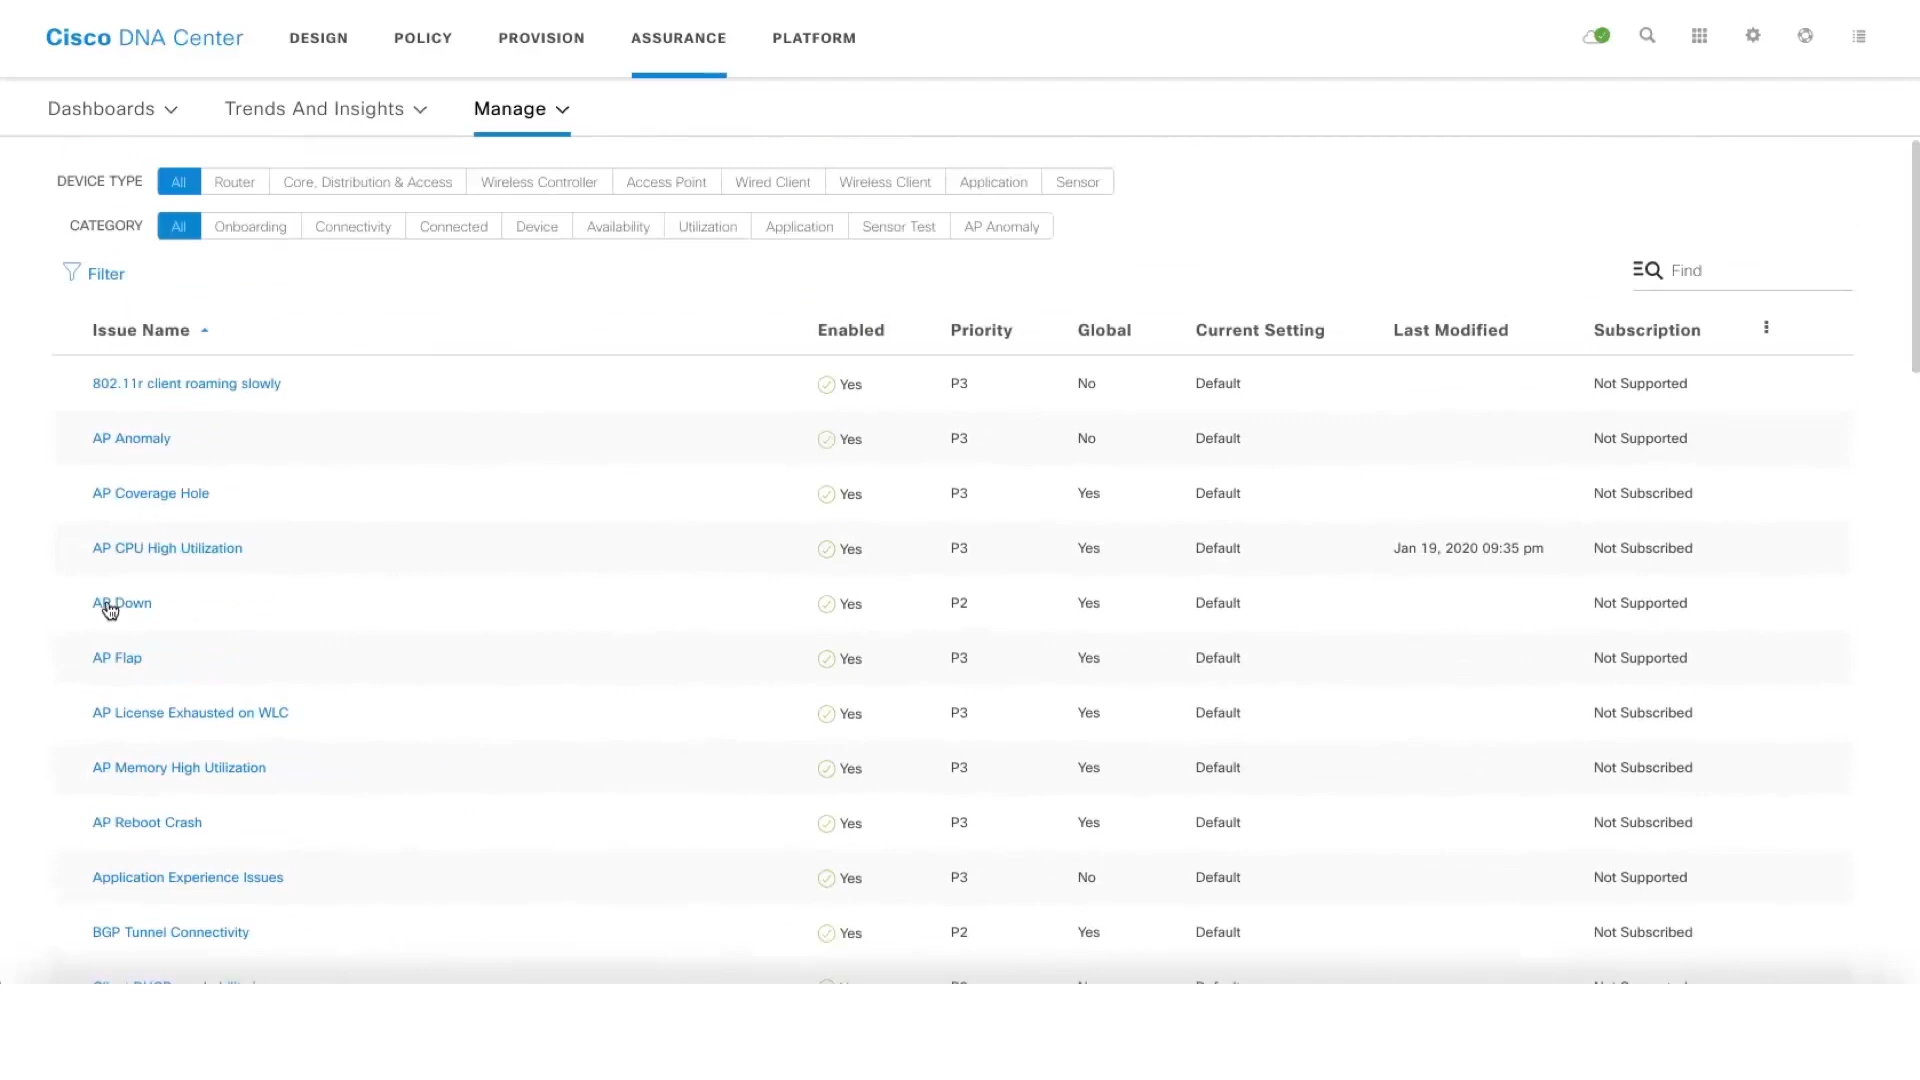 Cisco DNA Center DESIGN POLICY PROVISION ASSURANCE PLATFORM
Dashboards Trends And Insights Manage
DEVICE TYPE All Router Core, Distribution & Access Wireless Controller Access Point Wired Client Wireless Client Application Sensor
CATEGORY All Onboarding Connectivity Connected Device Availability Utilization Application Sensor Test AP Anomaly
Filter Find
Issue Name Enabled Priority Global Current Setting Last Modified Subscription
802.11r client roaming slowly Yes P3 No Default Not Supported
AP Anomaly Yes P3 No Default Not Supported
AP Coverage Hole Yes P3 Yes Default Not Subscribed
AP CPU High Utilization Yes P3 Yes Default Jan 19, 2020 09:35 pm Not Subscribed
AP Down Yes P2 Yes Default Not Supported
AP Flap Yes P3 Yes Default Not Supported
AP License Exhausted on WLC Yes P3 Yes Default Not Subscribed
AP Memory High Utilization Yes P3 Yes Default Not Subscribed
AP Reboot Crash Yes P3 Yes Default Not Subscribed
Application Experience Issues Yes P3 No Default Not Supported
BGP Tunnel Connectivity Yes P2 Yes Default Not Subscribed